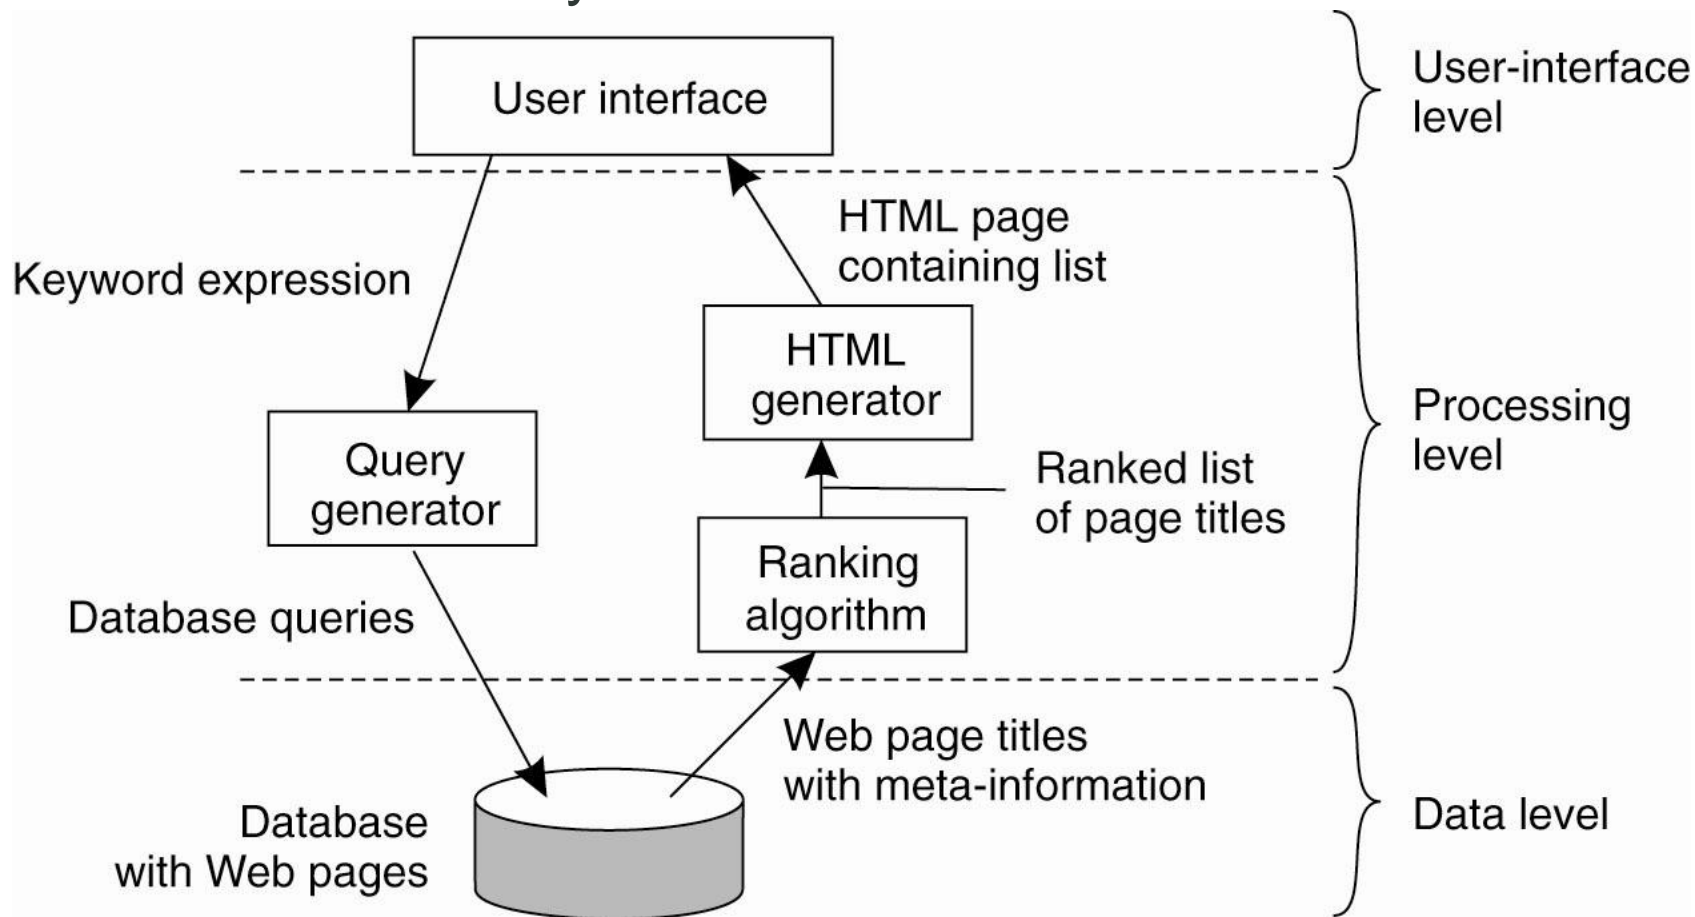 User interface
User-interface
level
HTML page
containing list
Keyword expression
HTML
generator
Processing
level
Query
generator
Ranked list
of page titles
Ranking
algorithm
Database queries
Web page titles
with meta-information
Database
with Web pages
Data level